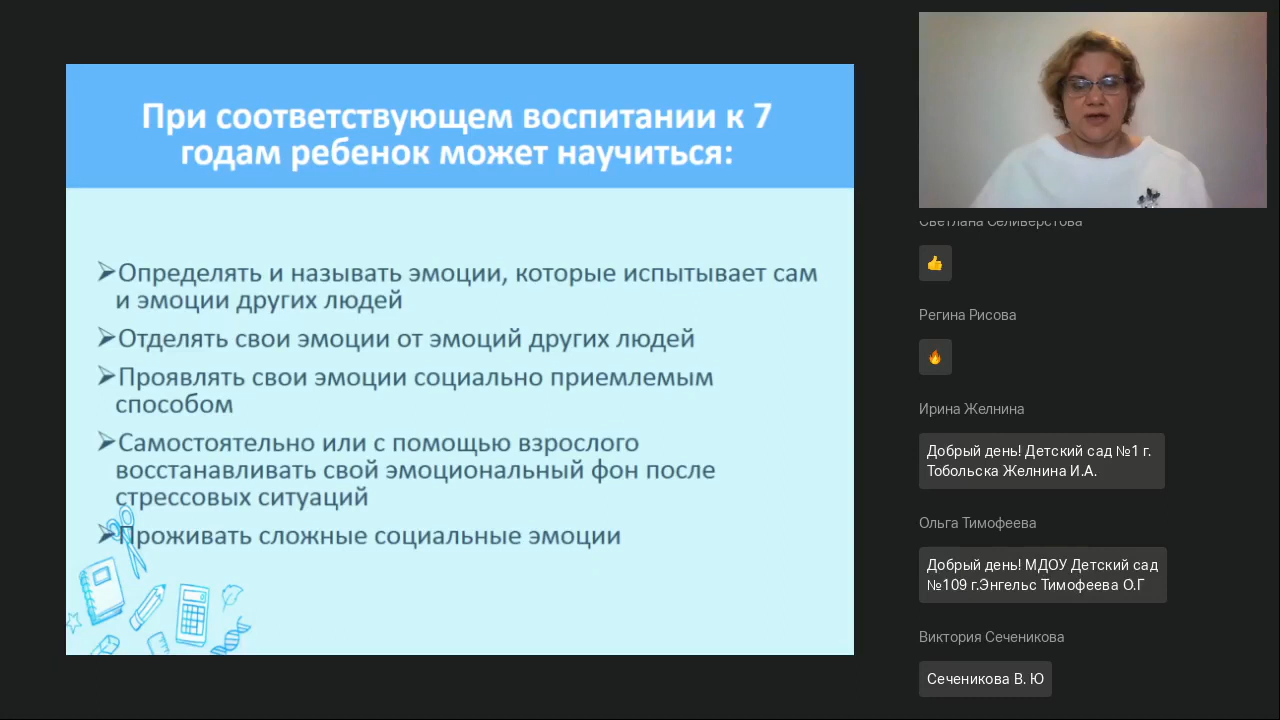 При соответствующем воспитании к 7
годам ребенок может научиться:
➢Определять и называть эмоции, которые испытывает сам
и эмоции других людей
➢Отделять свои эмоции от эмоций других людей
➢Проявлять свои эмоции социально приемлемым
способом
➢Самостоятельно или с помощью взрослого
восстанавливать свой эмоциональный фон после
стрессовых ситуаций
➢Проживать сложные социальные эмоции
Светлана Селиверстова
👍
Регина Рисова
🔥
Ирина Желнина
Добрый день! Детский сад №1 г.
Тобольска Желнина И.А.
Ольга Тимофеева
Добрый день! МДОУ Детский сад
№109 г.Энгельс Тимофеева О.Г
Виктория Сеченикова
Сеченикова В. Ю